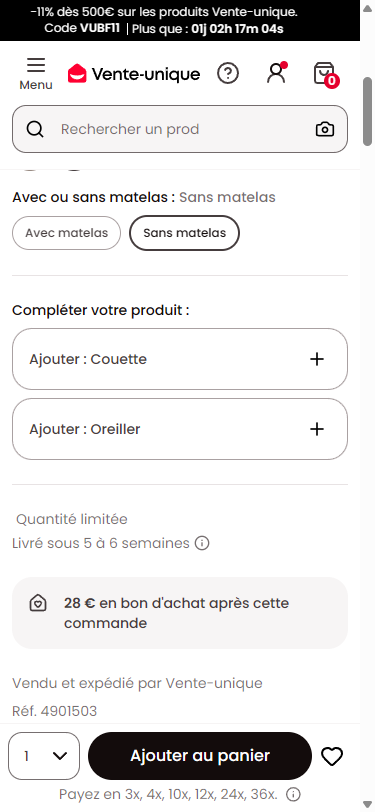 -11% dès 500€ sur les produits Vente-unique.
Code VUBF11 | Plus que : 01j 02h 17m 04s
Menu
Vente-unique
0
Rechercher un prod
Avec ou sans matelas : Sans matelas
Avec matelas
Sans matelas
Compléter votre produit :
Ajouter : Couette
Ajouter : Oreiller
Quantité limitée
Livré sous 5 à 6 semaines
28 € en bon d'achat après cette
commande
Vendu et expédié par Vente-unique
Réf. 4901503
1
Ajouter au panier
Payez en 3x, 4x, 10x, 12x, 24x, 36x.